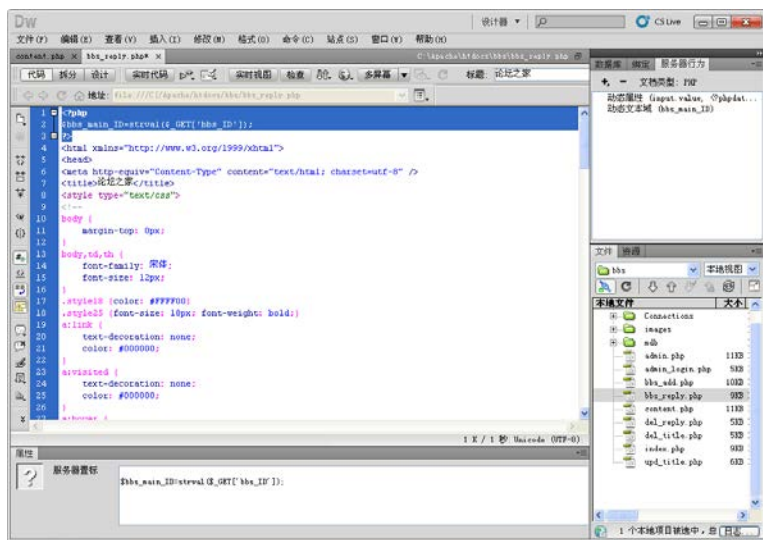 Dw
设计器
CS Live
文件(F) 编辑(E) 查看(V) 插入(I) 修改(M) 格式(O) 命令(C) 站点(S) 窗口(W) 帮助(H)
content.php × bbs_reply.php* ×
C:\Apache\htdocs\bbs\bbs_reply.php
代码 拆分 设计 实时代码 实时视图 检查 多屏幕 标题: 论坛之家
地址: file:///C|/Apache/htdocs/bbs/bbs_reply.php
1 <?php
2 $bbs_main_ID=strval($_GET['bbs_ID']);
3 ?>
4 <html xmlns="http://www.w3.org/1999/xhtml">
5 <head>
6 <meta http-equiv="Content-Type" content="text/html; charset=utf-8" />
7 <title>论坛之家</title>
8 <style type="text/css">
9 <!--
10 body {
11 margin-top: 0px;
12 }
13 body,td,th {
14 font-family: 宋体;
15 font-size: 12px;
16 }
17 .style18 {color: #FFFF00}
18 .style25 {font-size: 18px; font-weight: bold;}
19 a:link {
20 text-decoration: none;
21 color: #000000;
22 }
23 a:visited {
24 text-decoration: none;
25 color: #000000;
26 }
27 a:hover {
1 K / 1 秒 Unicode (UTF-8)
属性
服务器置标
$bbs_main_ID=strval($_GET['bbs_ID']);
数据库 绑定 服务器行为
+ - 文档类型: PHP
动态属性 (input.value, <?phpdat...
动态文本域 (bbs_main_ID)
文件 资源
bbs 本地视图
本地文件 大小
Connections
images
mdb
admin.php 11KB
admin_login.php 5KB
bbs_add.php 10KB
bbs_reply.php 9KB
content.php 11KB
del_reply.php 5KB
del_title.php 5KB
index.php 9KB
upd_title.php 6KB
1 个本地项目被选中,总 日志...